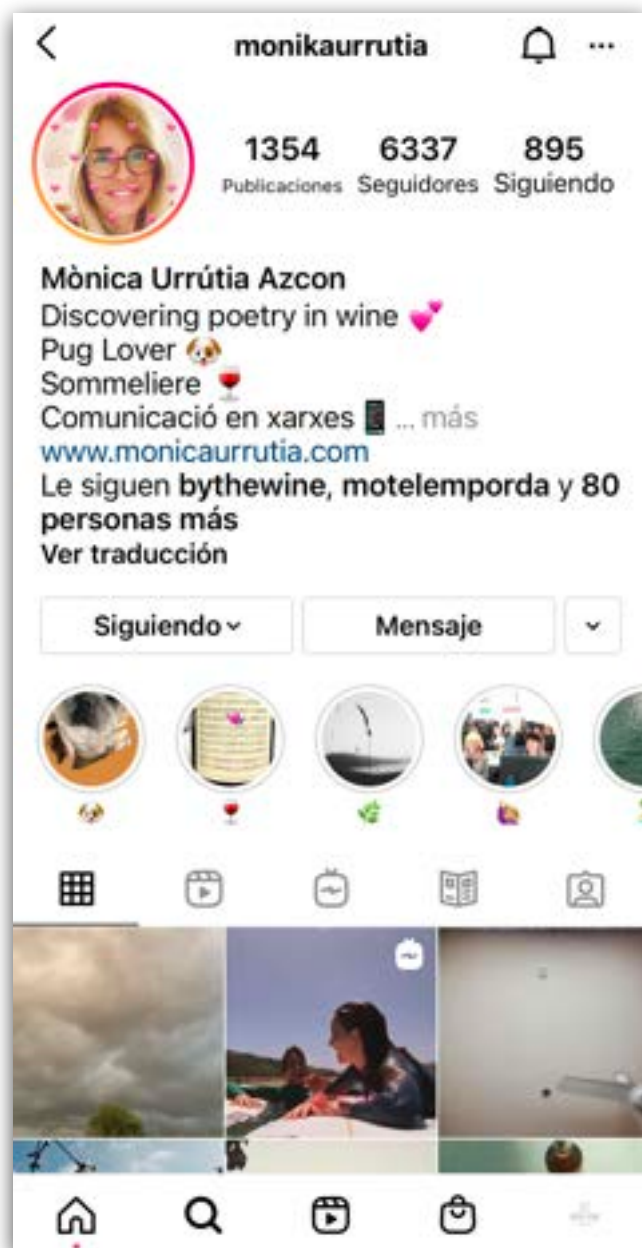 monikaurrutia
1354 6337 895
Publicaciones Seguidores Siguiendo
Mònica Urrútia Azcon
Discovering poetry in wine 💕
Pug Lover 🐶
Sommeliere 🍷
Comunicació en xarxes 📱 ... más
www.monicaurrutia.com
Le siguen bythewine, motelemporda y 80
personas más
Ver traducción
Siguiendo Mensaje